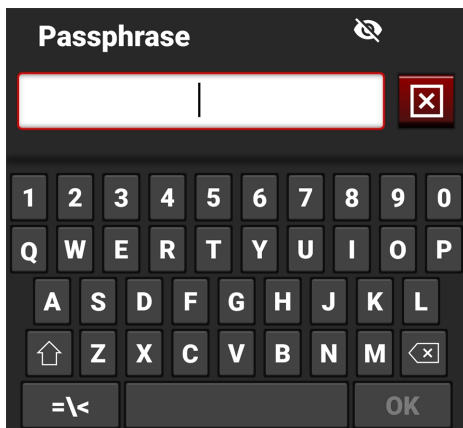 Passphrase
1 2 3 4 5 6 7 8 9 0
Q W E R T Y U I O P
A S D F G H J K L
Z X C V B N M
=\< OK